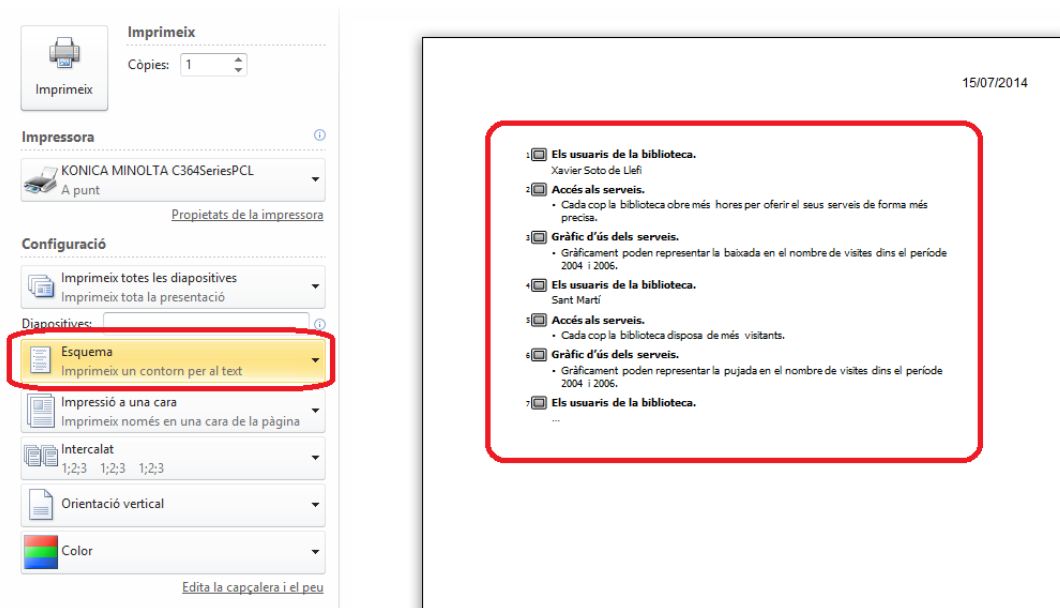 Imprimeix
Còpies: 1
Imprimeix
Impressora
KONICA MINOLTA C364SeriesPCL
A punt
Propietats de la impressora
Configuració
Imprimeix totes les diapositives
Imprimeix tota la presentació
Diapositives:
Esquema
Imprimeix un contorn per al text
Impressió a una cara
Imprimeix només en una cara de la pàgina
Intercalat
1;2;3 1;2;3 1;2;3
Orientació vertical
Color
Edita la capçalera i el peu
15/07/2014
1 Els usuaris de la biblioteca.
Xavier Soto de Llefi
2 Accés als serveis.
• Cada cop la biblioteca obre més hores per oferir el seus serveis de forma més
precisa.
3 Gràfic d'ús dels serveis.
• Gràficament poden representar la baixada en el nombre de visites dins el període
2004 i 2006.
4 Els usuaris de la biblioteca.
Sant Martí
5 Accés als serveis.
• Cada cop la biblioteca disposa de més visitants.
6 Gràfic d'ús dels serveis.
• Gràficament poden representar la pujada en el nombre de visites dins el període
2004 i 2006.
7 Els usuaris de la biblioteca.
...